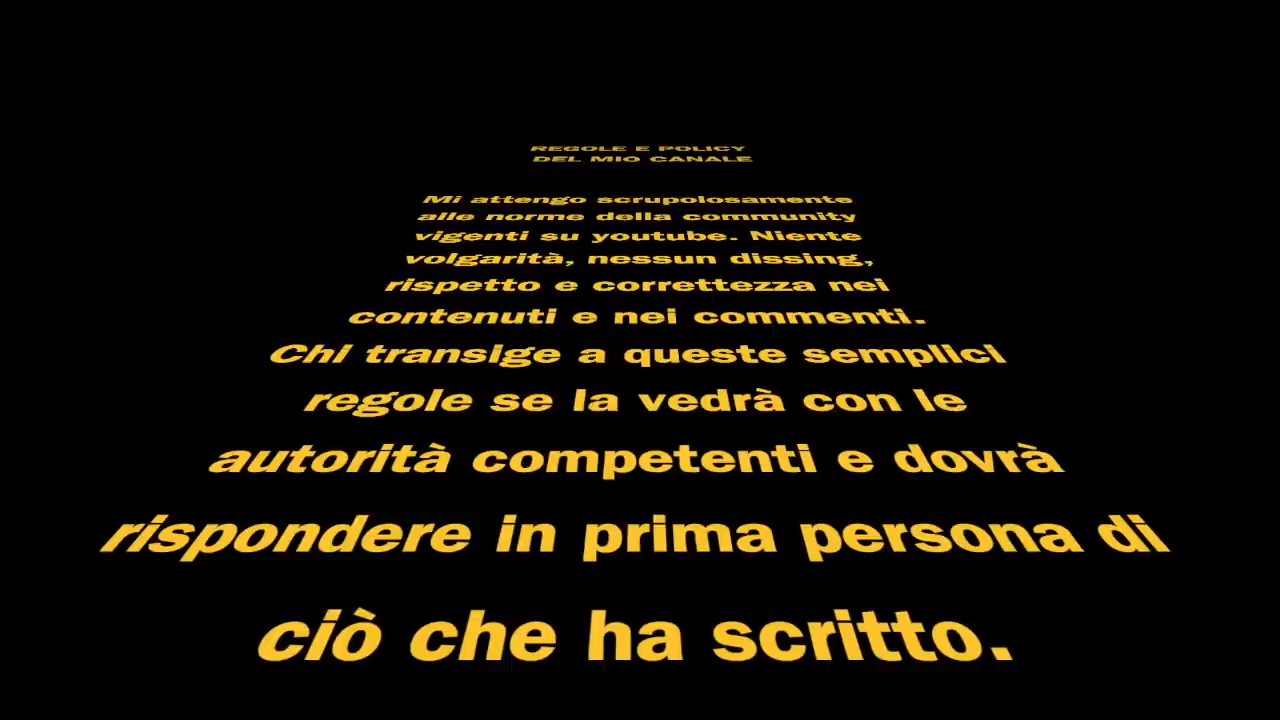 REGOLE E POLICY
DEL MIO CANALE
Mi attengo scrupolosamente
alle norme della community
vigenti su youtube. Niente
volgarità, nessun dissing,
rispetto e correttezza nei
contenuti e nei commenti.
Chi transige a queste semplici
regole se la vedrà con le
autorità competenti e dovrà
rispondere in prima persona di
ciò che ha scritto.